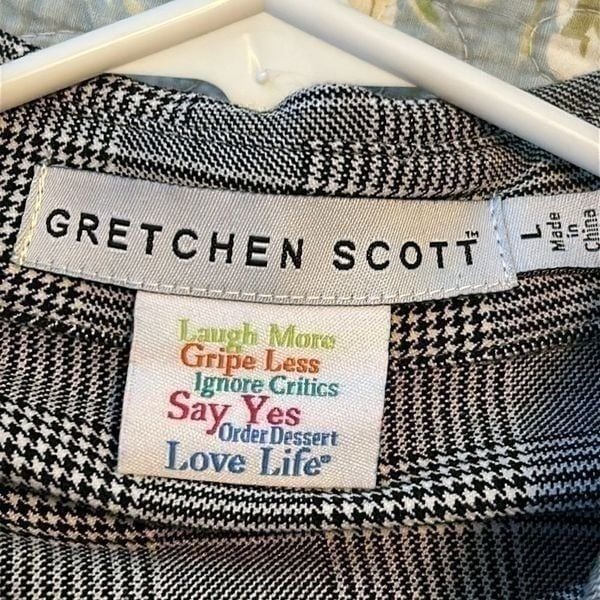 GRETCHEN SCOTT™
L
Made
in
China
Laugh More
Gripe Less
Ignore Critics
Say Yes
Order Dessert
Love Life®